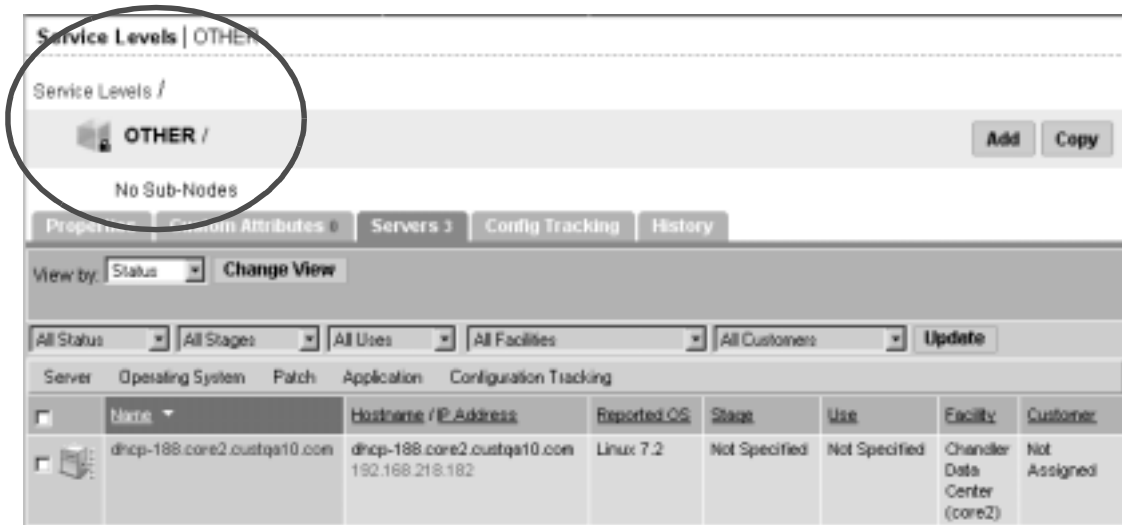 Service Levels | OTHER
Service Levels /
OTHER /
Add Copy
No Sub-Nodes
Properties Custom Attributes 0 Servers 3 Config Tracking History
View by: Status Change View
All Status All Stages All Uses All Facilities All Customers Update
Server Operating System Patch Application Configuration Tracking
Name Hostname / IP Address Reported OS Stage Use Facility Customer
dhcp-188.core2.custqa10.com dhcp-188.core2.custqa10.com Linux 7.2 Not Specified Not Specified Chandler Not
192.168.218.182 Data Assigned
Center
(core2)